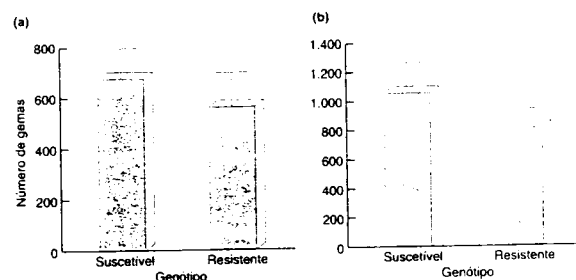 (a)
800
600
400
200
0
Número de gemas
Suscetível Resistente
Genótipo
(b)
1.400
1.200
1.000
800
600
400
200
0
Suscetível Resistente
Genótipo